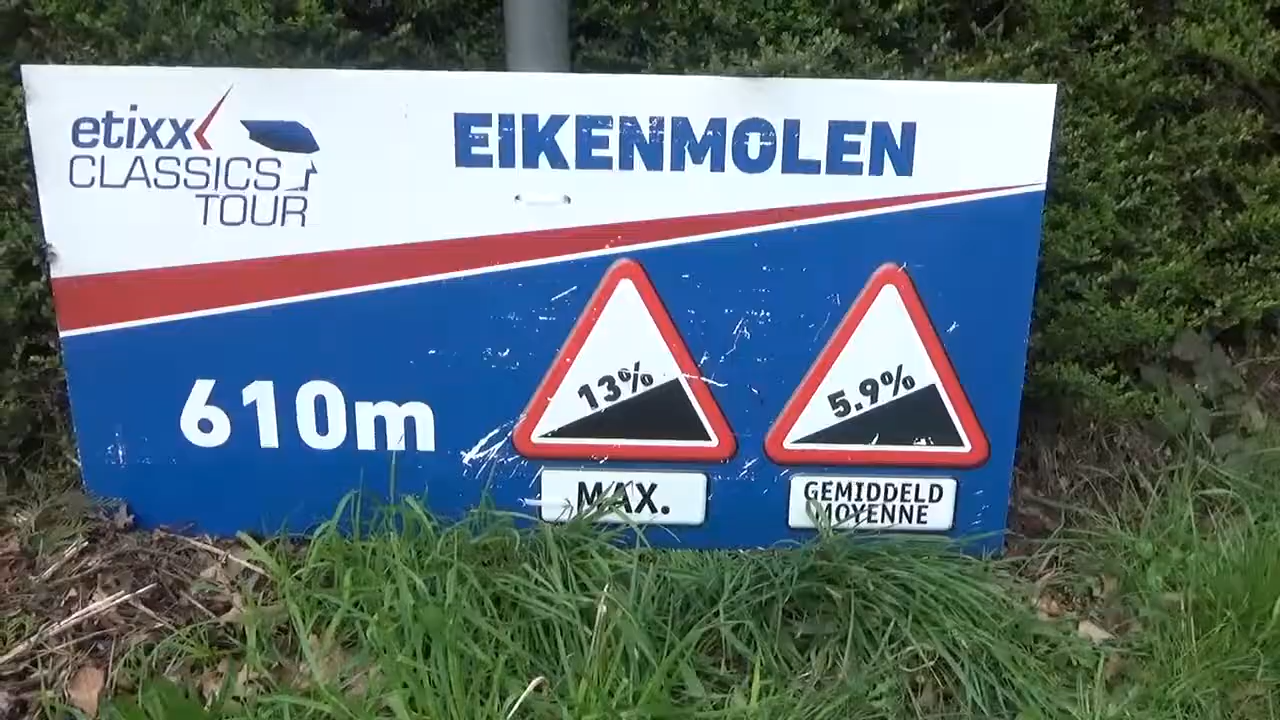 etixx
CLASSICS
TOUR
EIKENMOLEN
610m
13%
5.9%
MAX.
GEMIDDELD
MOYENNE